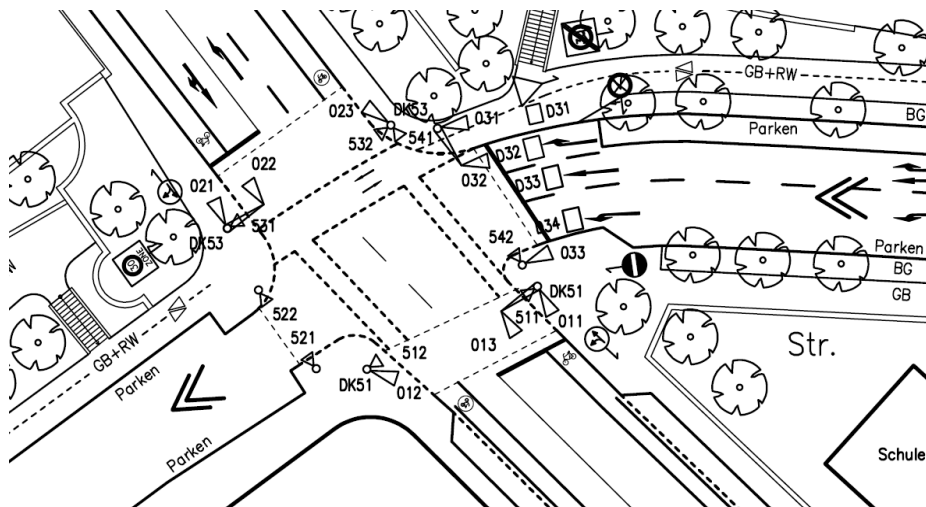 GB+RW
023
DK53
031
D31
BG
541
Parken
532
D32
022
032
021
D33
531
D34
DK53
542
033
Parken
ZONE
30
BG
DK51
GB
522
511
011
521
512
013
Str.
GB+RW
DK51
012
Parken
Parken
Schule